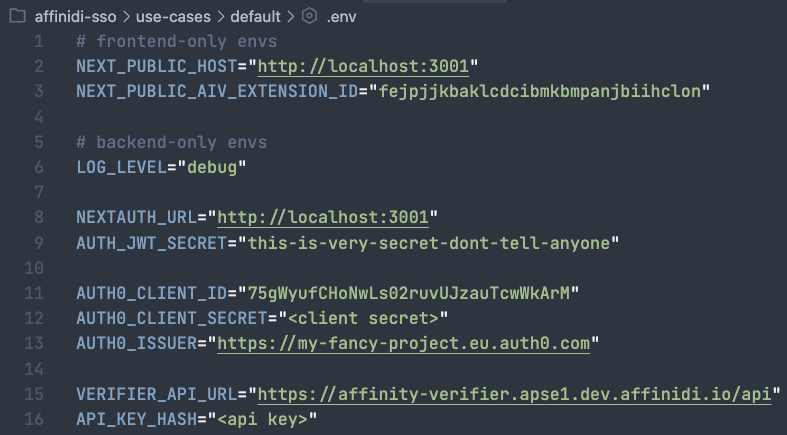 affinidi-sso > use-cases > default > .env
1 # frontend-only envs
2 NEXT_PUBLIC_HOST="http://localhost:3001"
3 NEXT_PUBLIC_AIV_EXTENSION_ID="fejpjjkbaklcdcibmkbmpanjbiihclon"
4
5 # backend-only envs
6 LOG_LEVEL="debug"
7
8 NEXTAUTH_URL="http://localhost:3001"
9 AUTH_JWT_SECRET="this-is-very-secret-dont-tell-anyone"
10
11 AUTH0_CLIENT_ID="75gWyufCHoNwLs02ruvUJzauTcwWkArM"
12 AUTH0_CLIENT_SECRET="<client secret>"
13 AUTH0_ISSUER="https://my-fancy-project.eu.auth0.com"
14
15 VERIFIER_API_URL="https://affinity-verifier.apse1.dev.affinidi.io/api"
16 API_KEY_HASH="<api key>"